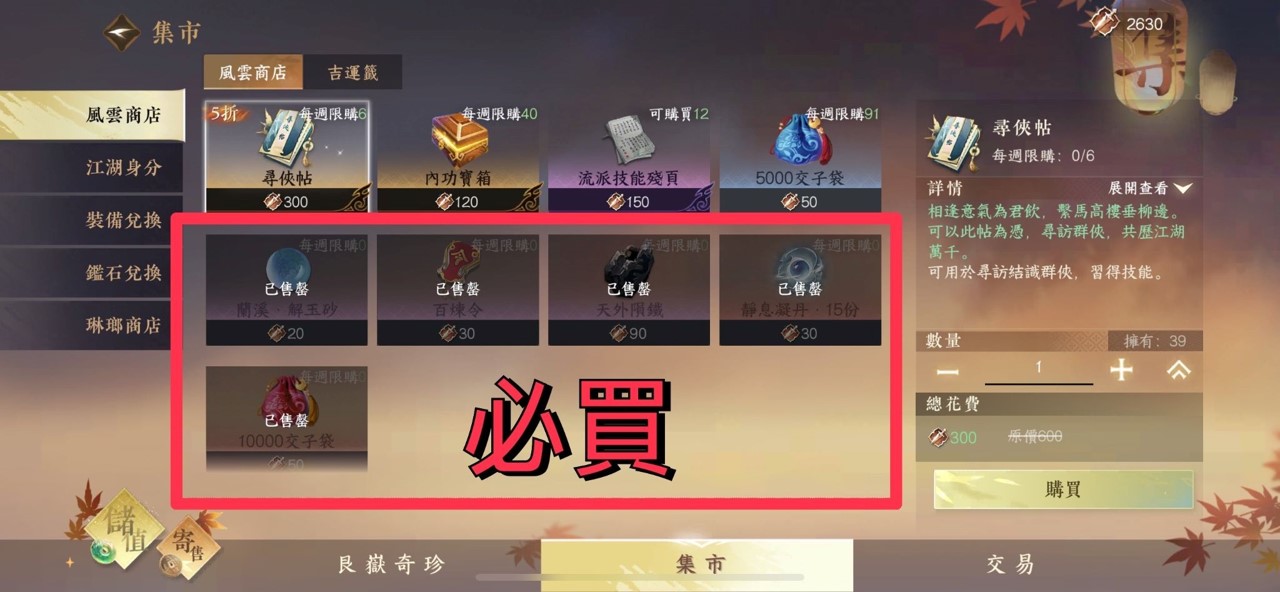 集市
2630
風雲商店
吉運籤
風雲商店
江湖身分
裝備兌換
鑑石兌換
琳瑯商店
5折
每週限購6
尋俠帖
300
每週限購40
內功寶箱
120
可購買12
流派技能殘頁
150
每週限購91
5000交子袋
50
每週限購0
已售罄
蘭溪·解玉砂
20
每週限購0
已售罄
百煉令
30
每週限購0
已售罄
天外隕鐵
90
每週限購0
已售罄
靜息凝丹·15份
30
每週限購0
已售罄
10000交子袋
50
必買
尋俠帖
每週限購：0/6
詳情
展開查看
相逢意氣為君飲，繫馬高樓垂柳邊。
可以此帖為憑，尋訪群俠，共歷江湖
萬千。
可用於尋訪結識群俠，習得技能。
數量
擁有：39
1
總花費
300
原價600
購買
儲值
寄售
艮嶽奇珍
集市
交易